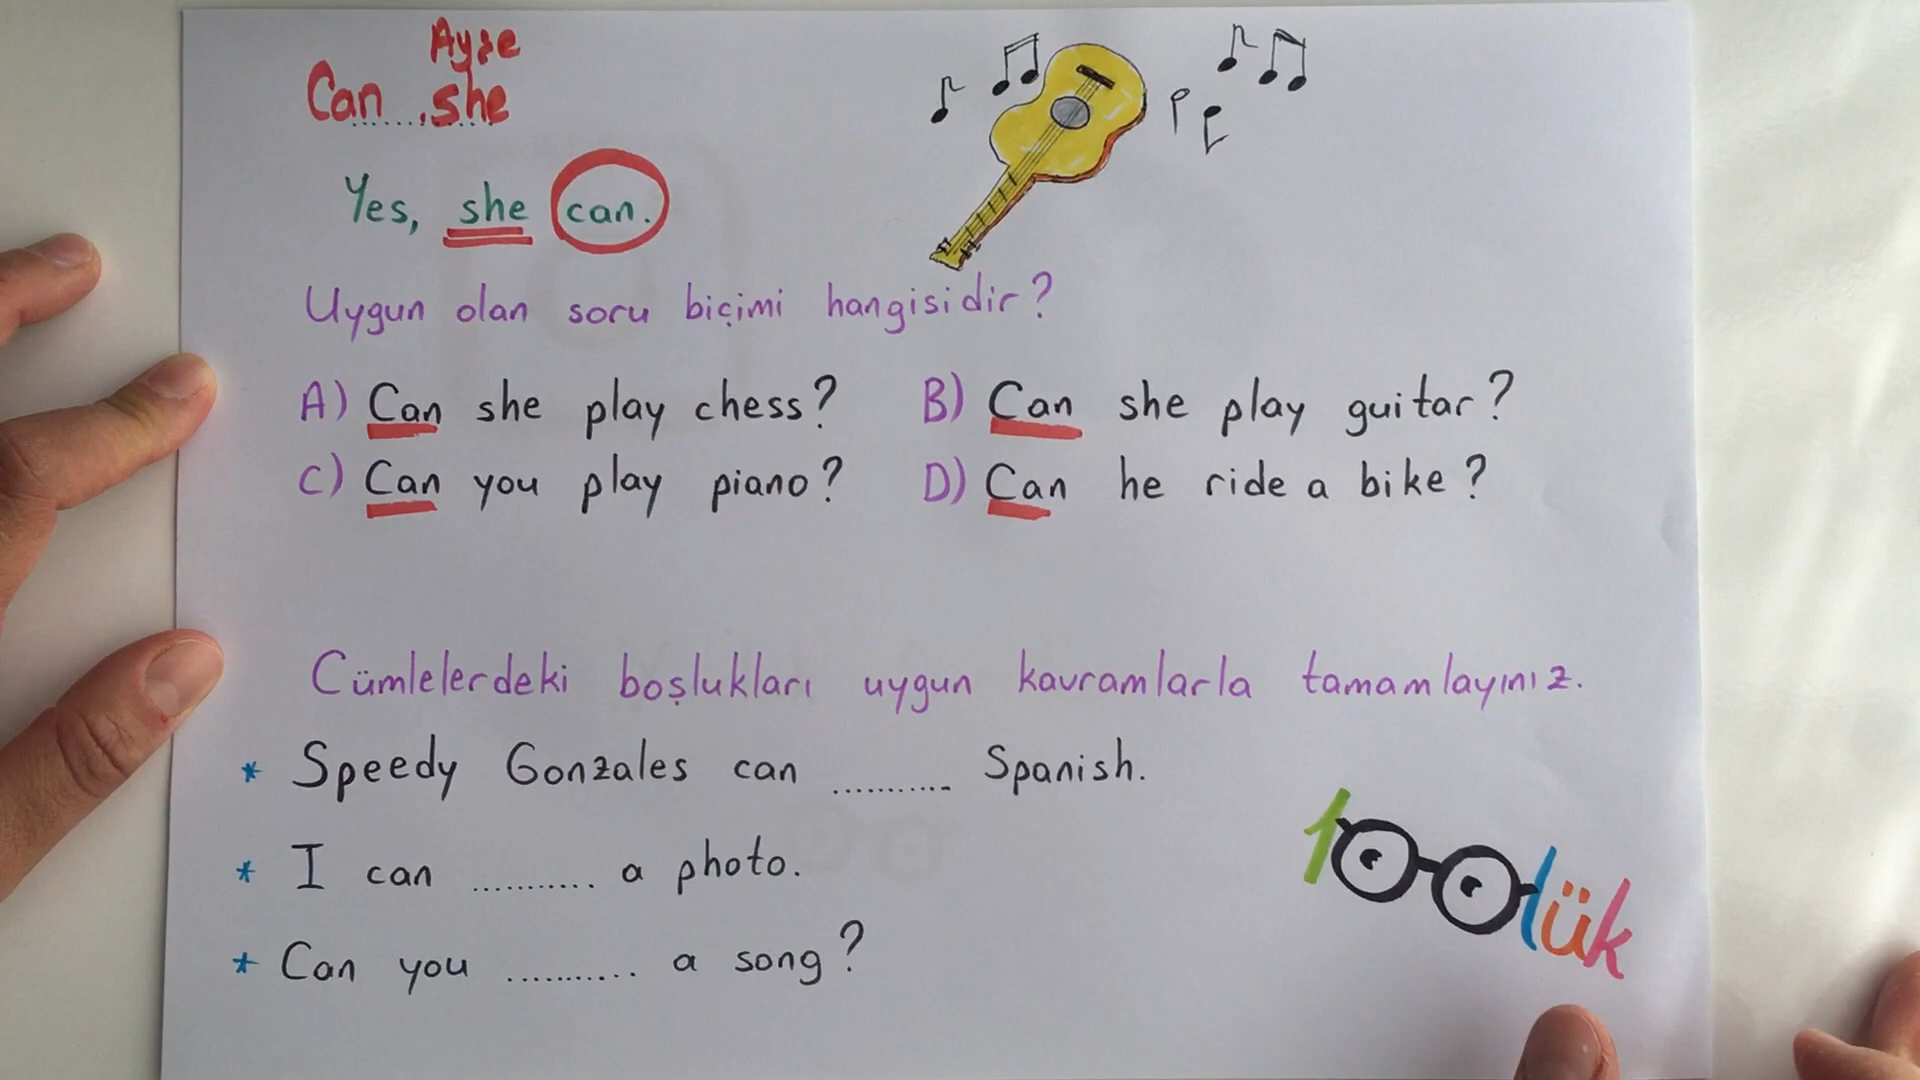 Ayşe
Can ..she
Yes, she can.
Uygun olan soru biçimi hangisidir?
A) Can she play chess? B) Can she play guitar?
C) Can you play piano? D) Can he ride a bike?
Cümlelerdeki boşlukları uygun kavramlarla tamamlayınız.
* Speedy Gonzales can ........... Spanish.
* I can ........... a photo.
* Can you ........... a song?
100lük